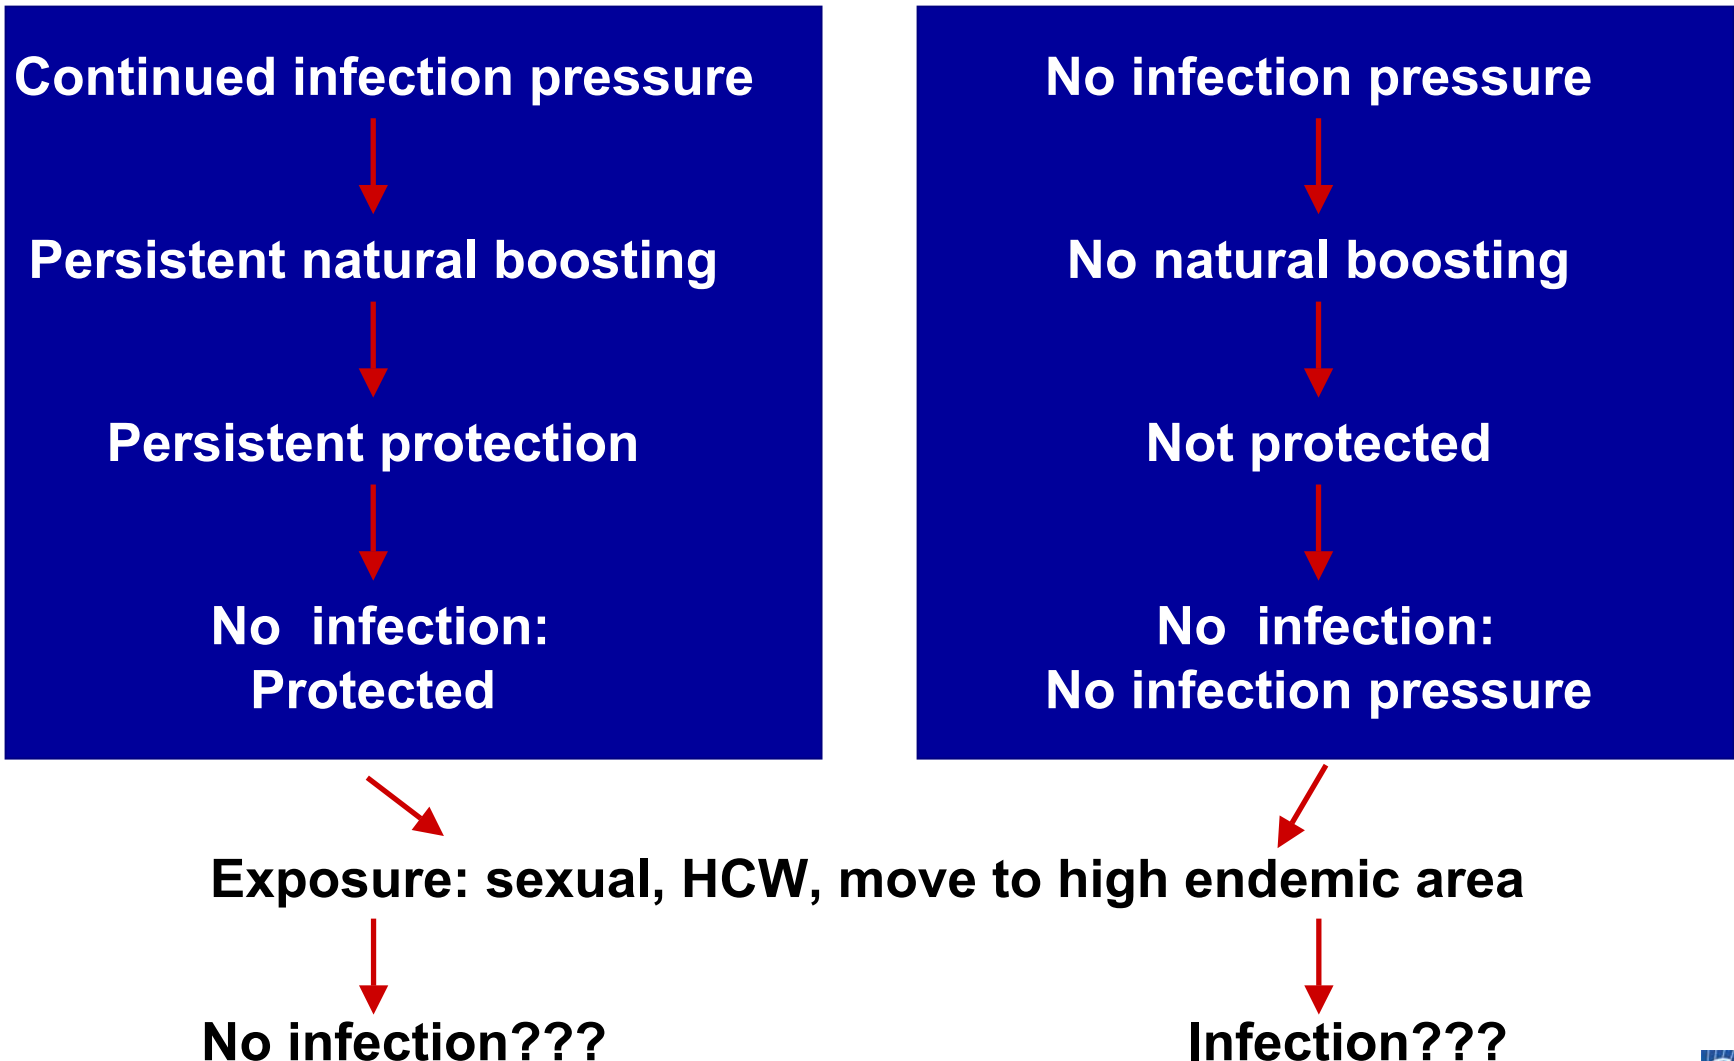 Continued infection pressure
Persistent natural boosting
Persistent protection
No infection:
Protected
No infection pressure
No natural boosting
Not protected
No infection:
No infection pressure
Exposure: sexual, HCW, move to high endemic area
No infection???
Infection???